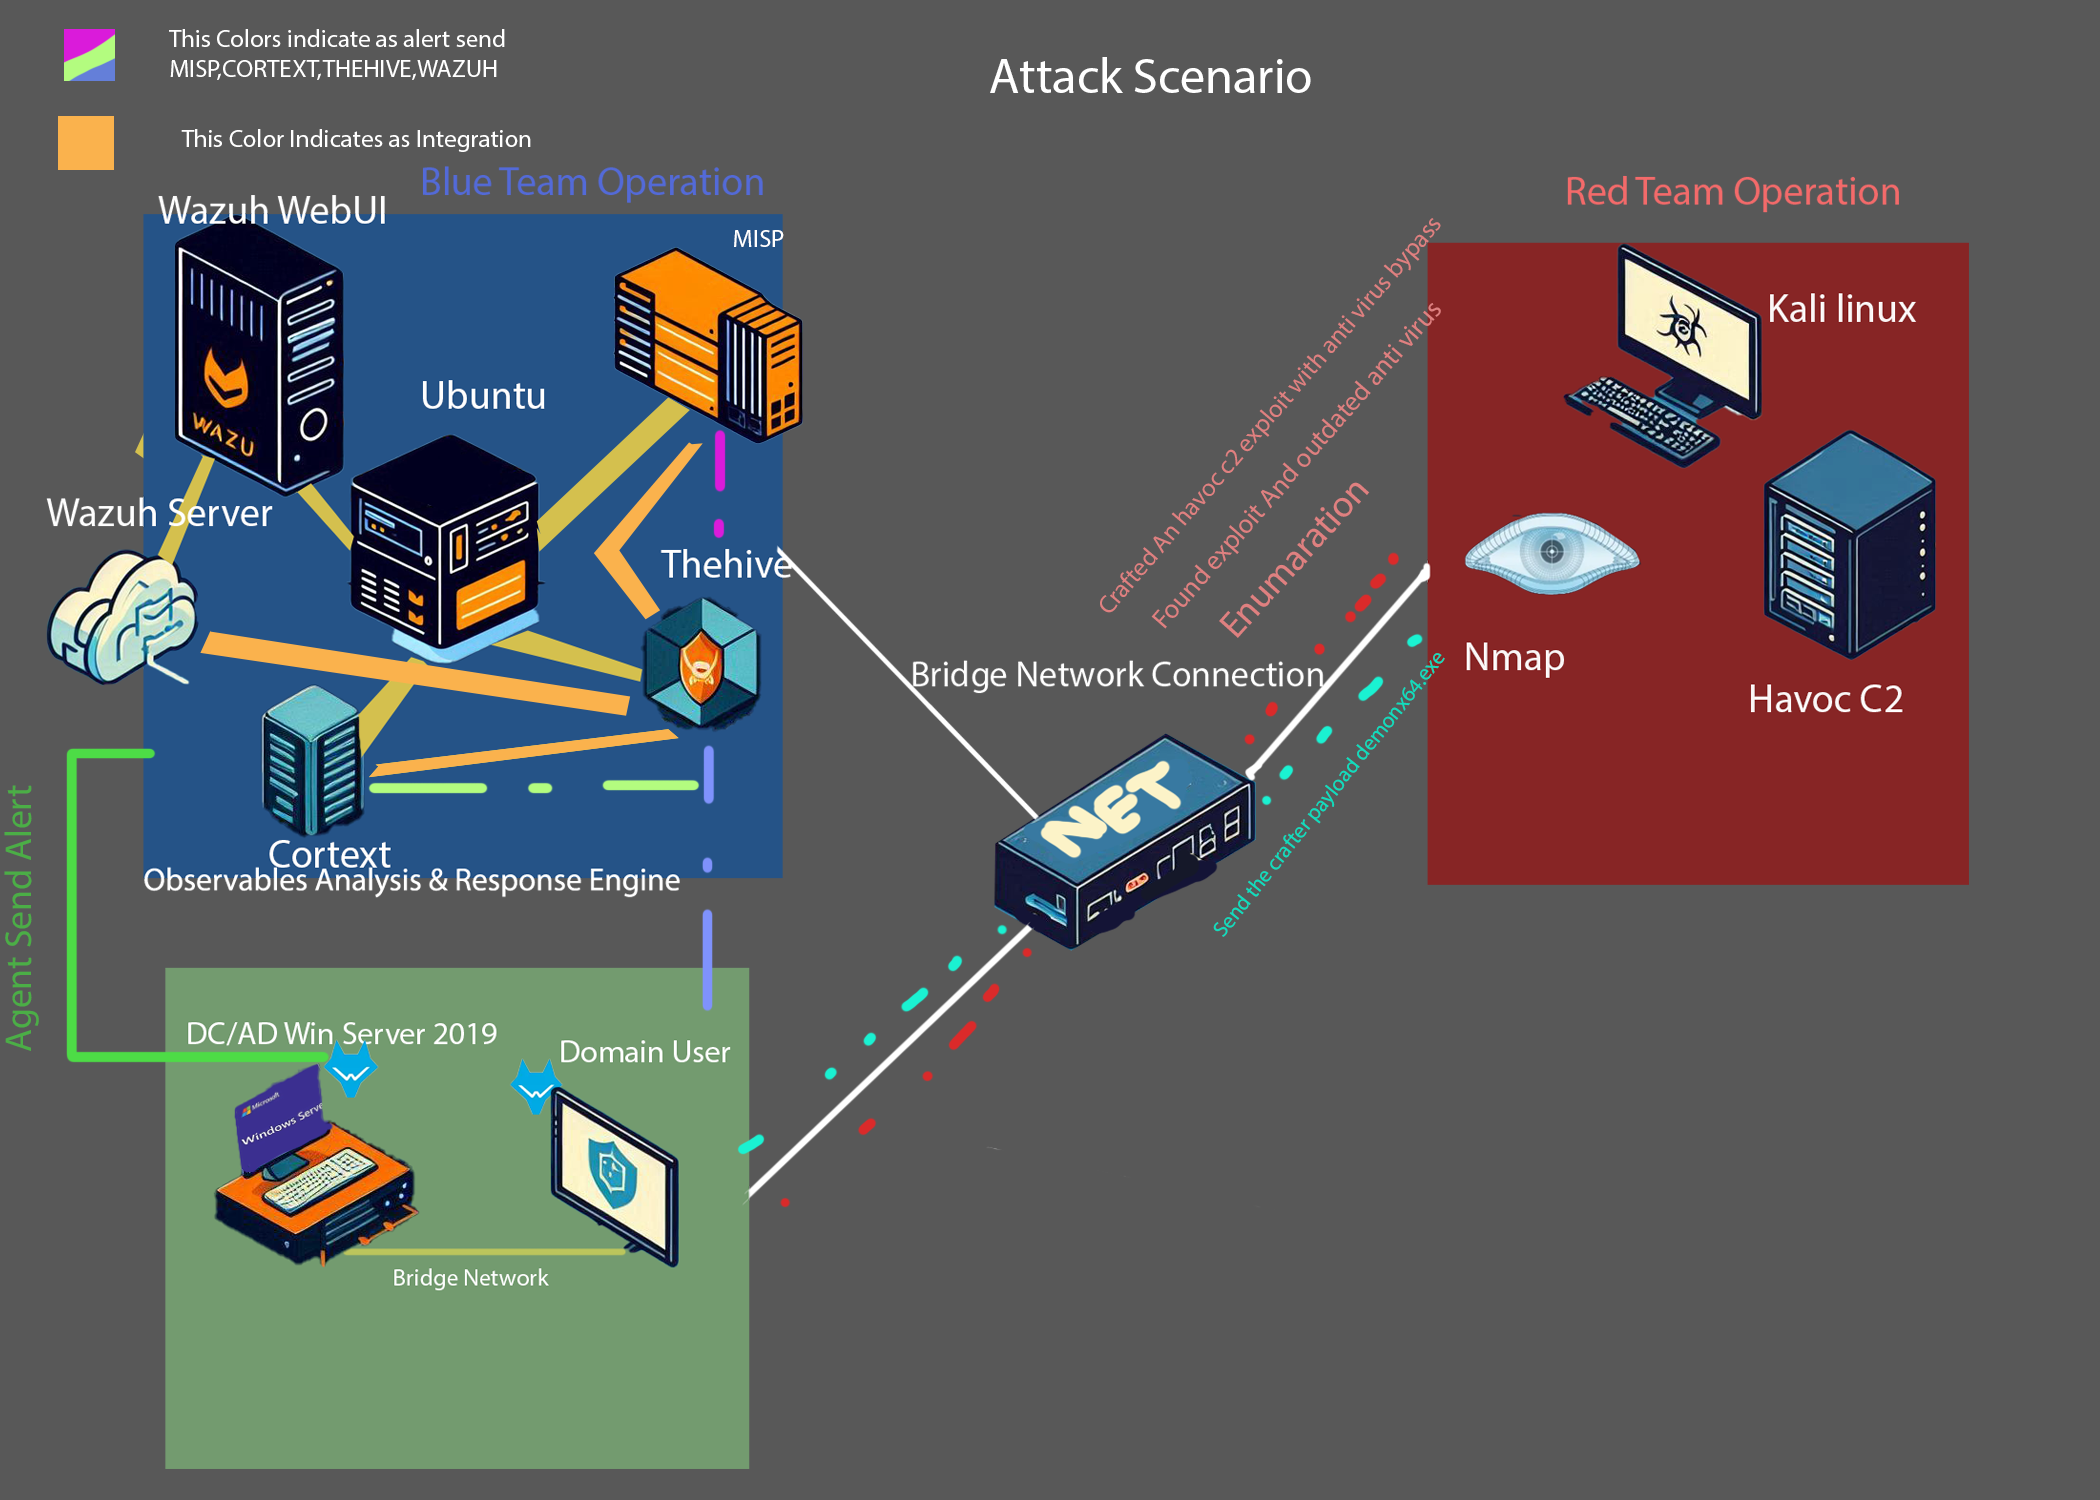 This Colors indicate as alert send
MISP,CORTEXT,THEHIVE,WAZUH
This Color Indicates as Integration
Attack Scenario
Blue Team Operation
Red Team Operation
Wazuh WebUI
MISP
WAZU
Ubuntu
Wazuh Server
Thehive
Cortext
Observables Analysis & Response Engine
Agent Send Alert
DC/AD Win Server 2019
Domain User
Microsoft
Windows Serve
Bridge Network
Bridge Network Connection
NET
Crafted An havoc c2 exploit with anti virus bypass
Found exploit And outdated anti virus
Enumaration
Send the crafter payload demonx64.exe
Kali linux
Nmap
Havoc C2